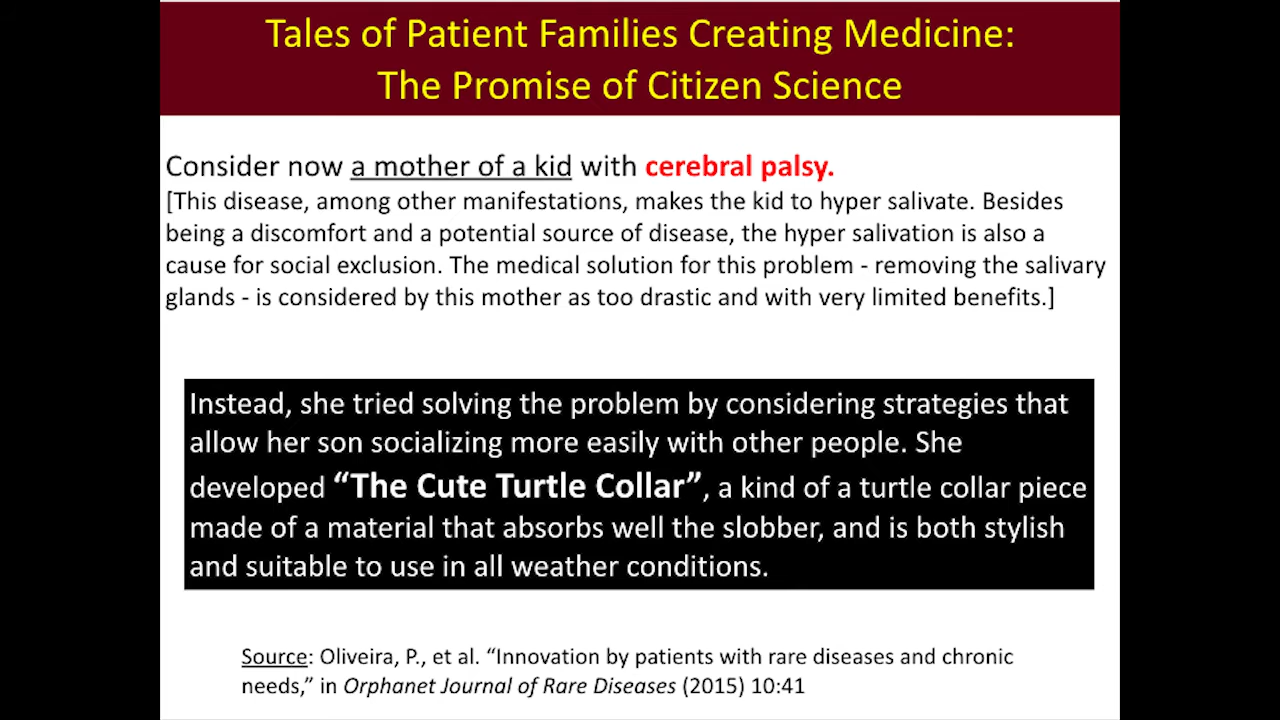 Tales of Patient Families Creating Medicine:
The Promise of Citizen Science
Consider now a mother of a kid with cerebral palsy.
[This disease, among other manifestations, makes the kid to hyper salivate. Besides
being a discomfort and a potential source of disease, the hyper salivation is also a
cause for social exclusion. The medical solution for this problem - removing the salivary
glands - is considered by this mother as too drastic and with very limited benefits.]
Instead, she tried solving the problem by considering strategies that
allow her son socializing more easily with other people. She
developed “The Cute Turtle Collar”, a kind of a turtle collar piece
made of a material that absorbs well the slobber, and is both stylish
and suitable to use in all weather conditions.
Source: Oliveira, P., et al. “Innovation by patients with rare diseases and chronic
needs,” in Orphanet Journal of Rare Diseases (2015) 10:41